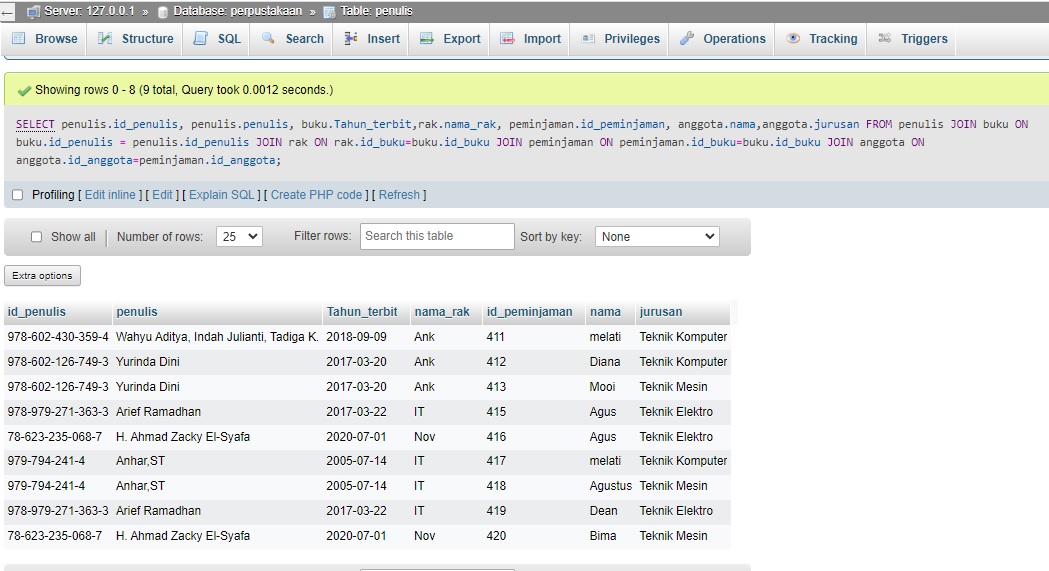 ← Server: 127.0.0.1 » Database: perpustakaan » Table: penulis
Browse Structure SQL Search Insert Export Import Privileges Operations Tracking Triggers
Showing rows 0 - 8 (9 total, Query took 0.0012 seconds.)
SELECT penulis.id_penulis, penulis.penulis, buku.Tahun_terbit,rak.nama_rak, peminjaman.id_peminjaman, anggota.nama,anggota.jurusan FROM penulis JOIN buku ON
buku.id_penulis = penulis.id_penulis JOIN rak ON rak.id_buku=buku.id_buku JOIN peminjaman ON peminjaman.id_buku=buku.id_buku JOIN anggota ON
anggota.id_anggota=peminjaman.id_anggota;
Profiling [ Edit inline ] [ Edit ] [ Explain SQL ] [ Create PHP code ] [ Refresh ]
Show all Number of rows: 25 Filter rows: Search this table Sort by key: None
Extra options
id_penulis penulis Tahun_terbit nama_rak id_peminjaman nama jurusan
978-602-430-359-4 Wahyu Aditya, Indah Julianti, Tadiga K. 2018-09-09 Ank 411 melati Teknik Komputer
978-602-126-749-3 Yurinda Dini 2017-03-20 Ank 412 Diana Teknik Komputer
978-602-126-749-3 Yurinda Dini 2017-03-20 Ank 413 Mooi Teknik Mesin
978-979-271-363-3 Arief Ramadhan 2017-03-22 IT 415 Agus Teknik Elektro
78-623-235-068-7 H. Ahmad Zacky El-Syafa 2020-07-01 Nov 416 Agus Teknik Elektro
979-794-241-4 Anhar,ST 2005-07-14 IT 417 melati Teknik Komputer
979-794-241-4 Anhar,ST 2005-07-14 IT 418 Agustus Teknik Mesin
978-979-271-363-3 Arief Ramadhan 2017-03-22 IT 419 Dean Teknik Elektro
78-623-235-068-7 H. Ahmad Zacky El-Syafa 2020-07-01 Nov 420 Bima Teknik Mesin